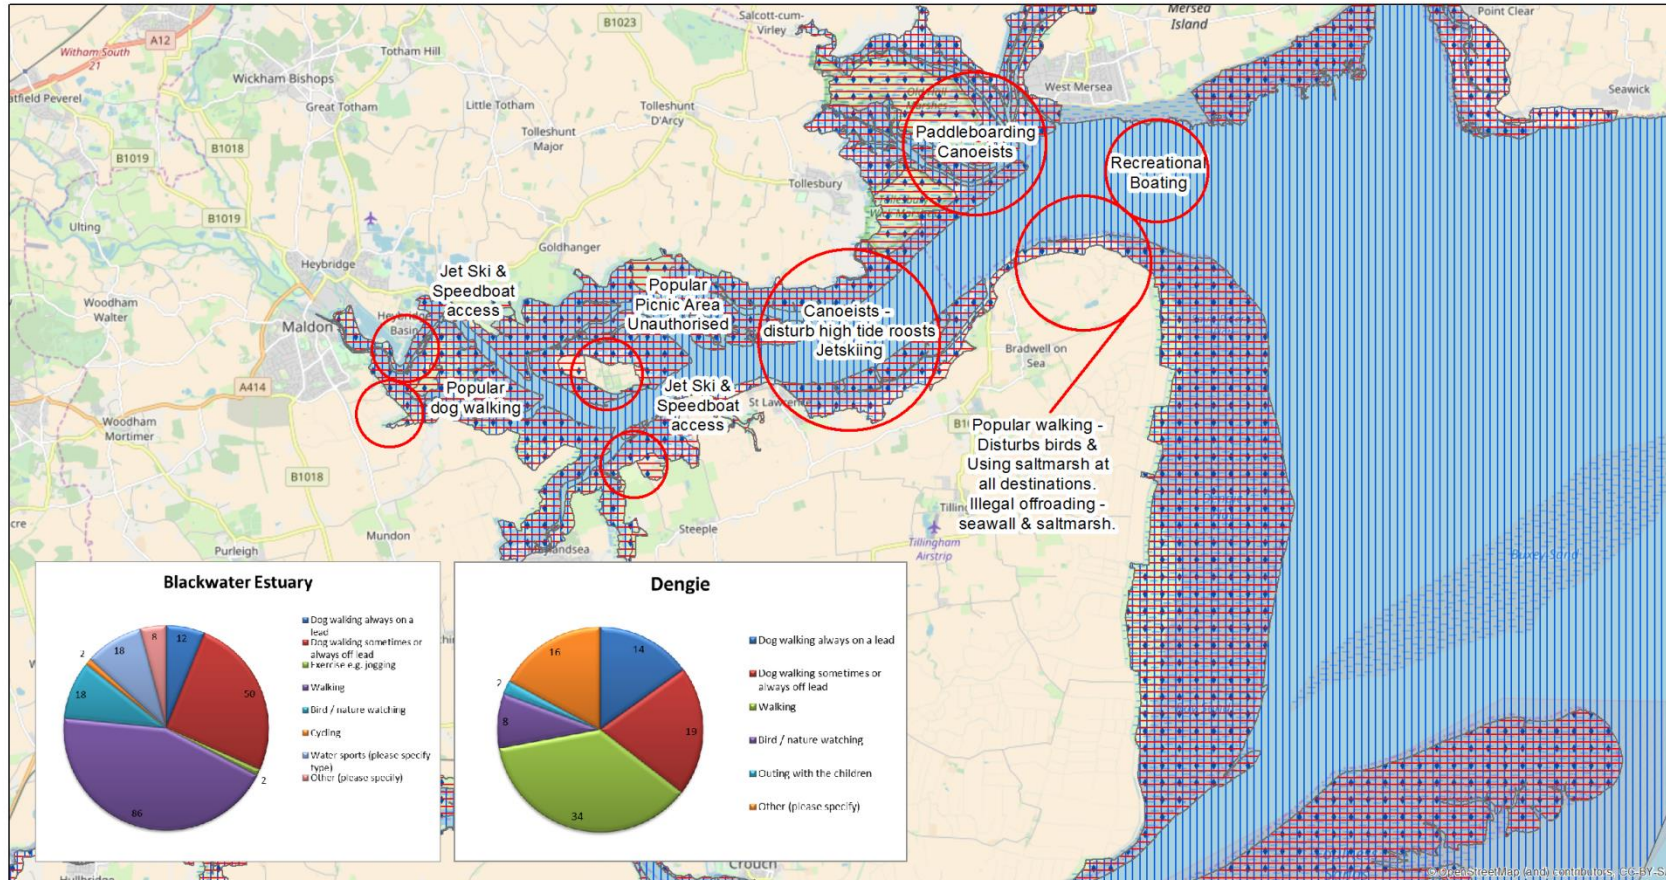 B1023
Salcott-cum-
Virley
Mersea
Island
Point Clear
A12
Witham South
21
Totham Hill
Wickham Bishops
atfield Peverel
Great Totham
Little Totham
Tolleshunt
D'Arcy
West Mersea
Seawick
B1018
Tolleshunt
Major
B1019
Paddleboarding
Canoeists
Recreational
Boating
Tollesbury
B1019
Ulting
Goldhanger
Heybridge
Jet Ski &
Speedboat
access
Popular
Picnic Area
Unauthorised
Canoeists -
disturb high tide roosts
Jetskiing
Woodham
Walter
Maldon
Heybridge
Basin
Bradwell on
Sea
A414
Popular
dog walking
Jet Ski &
Speedboat
access
St Lawrence
Woodham
Mortimer
Popular walking -
Disturbs birds &
Using saltmarsh at
all destinations.
Illegal offroading -
seawall & saltmarsh.
B1018
Steeple
Mundon
Purleigh
Tillingham
Airstrip
Buxey Sand
Blackwater Estuary
8
12
18
2
50
18
2
86
Dog walking always on a
lead
Dog walking sometimes or
always off lead
Exercise e.g. jogging
Walking
Bird / nature watching
Cycling
Water sports (please specify
type)
Other (please specify)
Dengie
16
14
2
8
19
34
Dog walking always on a lead
Dog walking sometimes or
always off lead
Walking
Bird / nature watching
Outing with the children
Other (please specify)
Crouch
Hullbridge
© OpenStreetMap (and) contributors, CC-BY-S